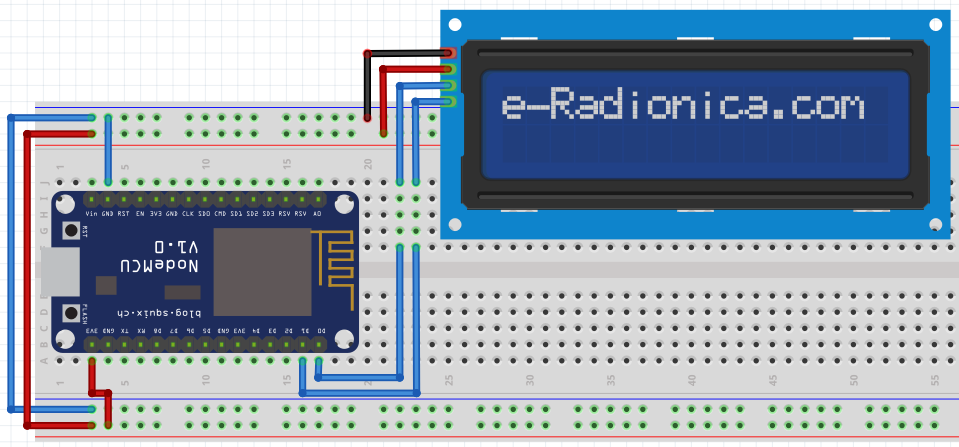 e-Radionica.com
1 5 10 15 20
J
I
H
G
F
Vin GND RST EN 3V3 GND CLK SD0 CMD SD1 SD2 SD3 RSV RSV A0
RST
V1.0
NodeMCU
blog.squix.ch
FLASH
3V3 GND TX RX D8 D7 D6 D5 GND 3V3 D4 D3 D2 D1 D0
D
C
B
A
1 5 10 15 25 30 35 40 45 50 55